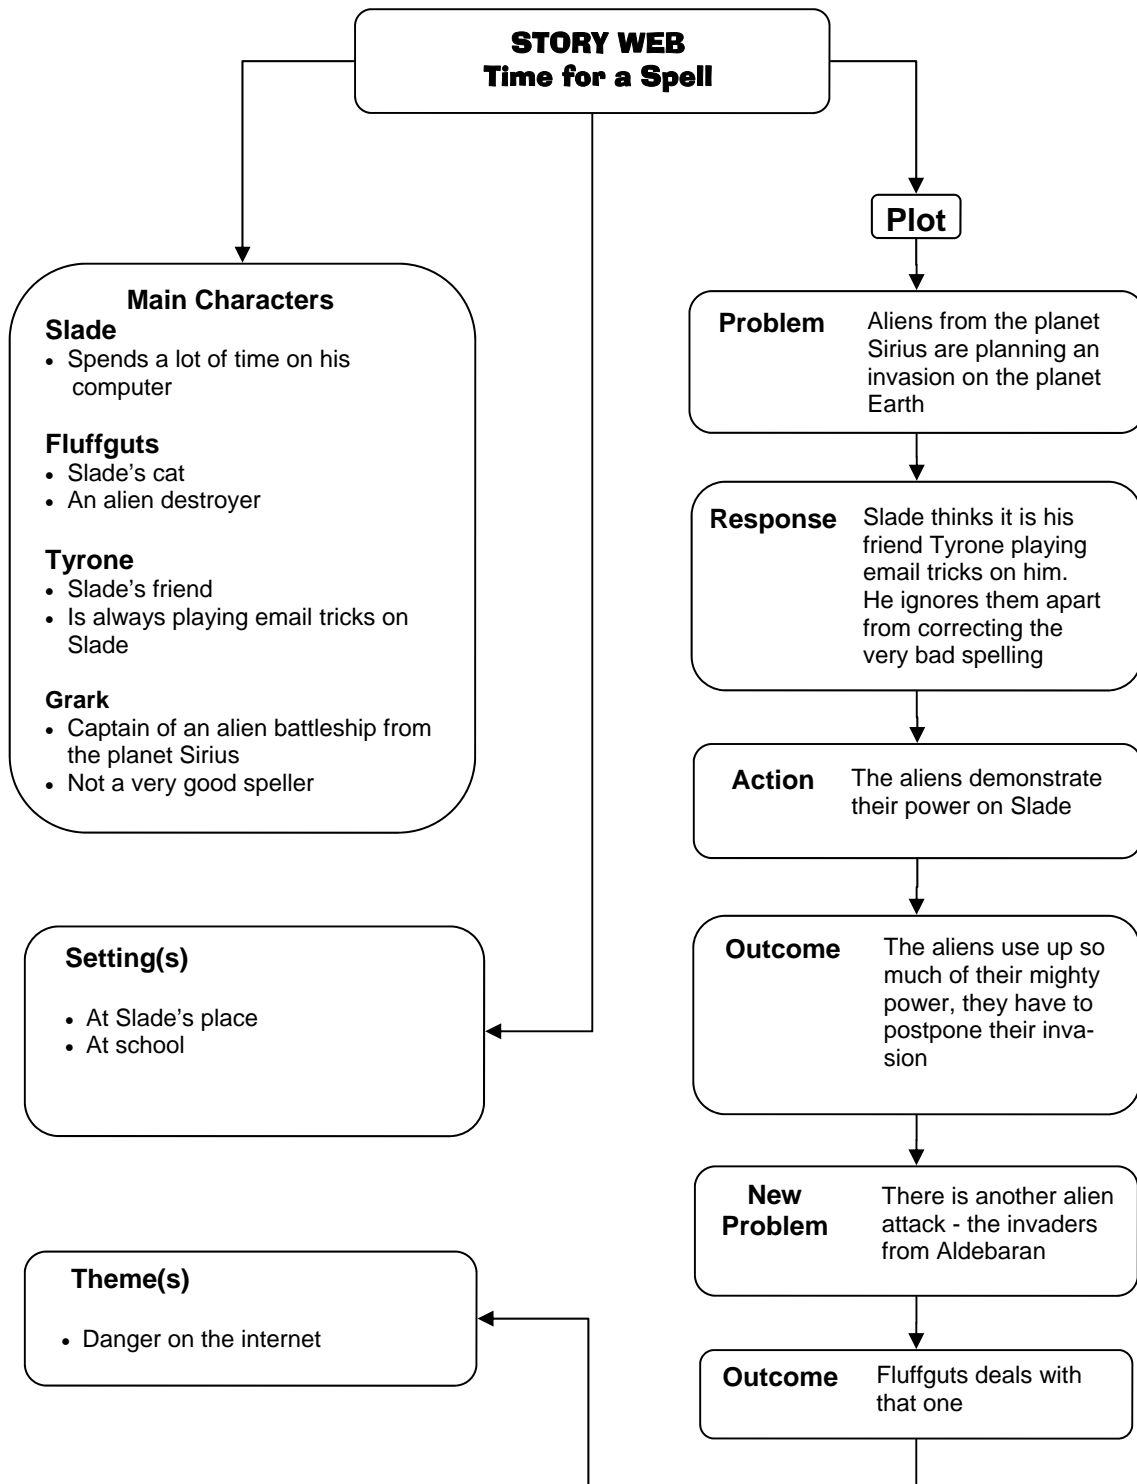 STORY WEB
Time for a Spell
Main Characters
Slade
• Spends a lot of time on his
computer
Fluffguts
• Slade’s cat
• An alien destroyer
Tyrone
• Slade’s friend
• Is always playing email tricks on
Slade
Grark
• Captain of an alien battleship from
the planet Sirius
• Not a very good speller
Setting(s)
• At Slade’s place
• At school
Theme(s)
• Danger on the internet
Plot
Problem
Aliens from the planet
Sirius are planning an
invasion on the planet
Earth
Response
Slade thinks it is his
friend Tyrone playing
email tricks on him.
He ignores them apart
from correcting the
very bad spelling
Action
The aliens demonstrate
their power on Slade
Outcome
The aliens use up so
much of their mighty
power, they have to
postpone their inva-
sion
New
Problem
There is another alien
attack - the invaders
from Aldebaran
Outcome
Fluffguts deals with
that one